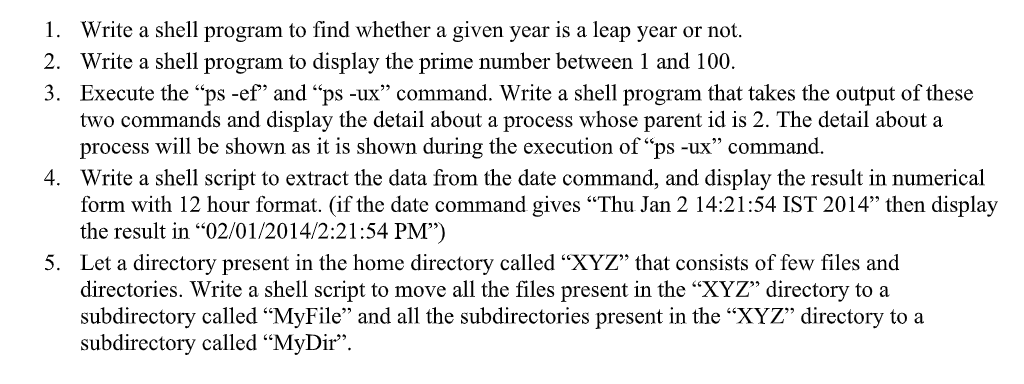 1. Write a shell program to find whether a given year is a leap year or not.
2. Write a shell program to display the prime number between 1 and 100.
3. Execute the “ps -ef” and “ps -ux” command. Write a shell program that takes the output of these
two commands and display the detail about a process whose parent id is 2. The detail about a
process will be shown as it is shown during the execution of “ps -ux” command.
4. Write a shell script to extract the data from the date command, and display the result in numerical
form with 12 hour format. (if the date command gives “Thu Jan 2 14:21:54 IST 2014” then display
the result in “02/01/2014/2:21:54 PM”)
5. Let a directory present in the home directory called “XYZ” that consists of few files and
directories. Write a shell script to move all the files present in the “XYZ” directory to a
subdirectory called “MyFile” and all the subdirectories present in the “XYZ” directory to a
subdirectory called “MyDir”.